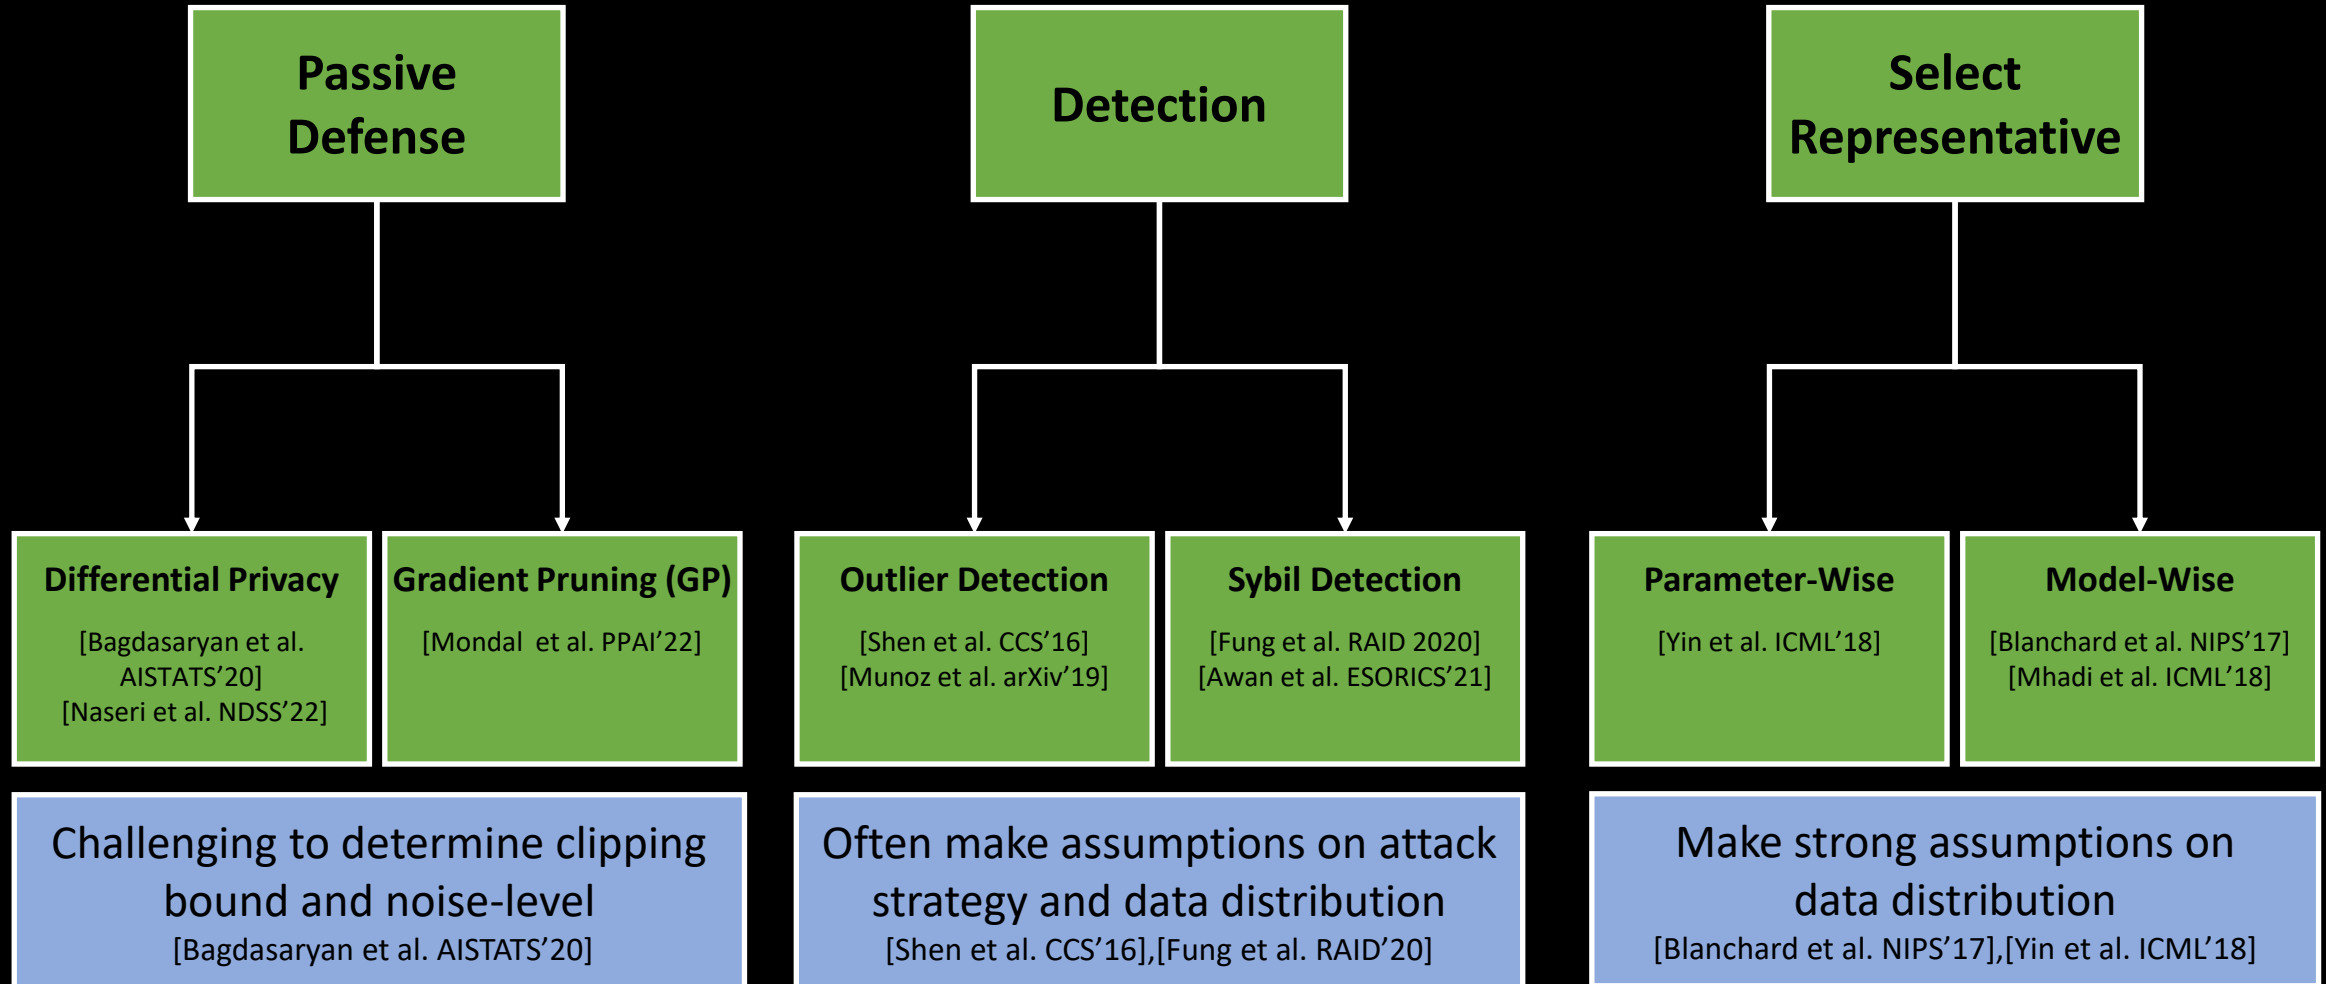 Passive
Defense
Detection
Select
Representative
Differential Privacy
[Bagdasaryan et al.
AISTATS'20]
[Naseri et al. NDSS'22]
Gradient Pruning (GP)
[Mondal et al. PPAI'22]
Outlier Detection
[Shen et al. CCS'16]
[Munoz et al. arXiv'19]
Sybil Detection
[Fung et al. RAID 2020]
[Awan et al. ESORICS'21]
Parameter-Wise
[Yin et al. ICML'18]
Model-Wise
[Blanchard et al. NIPS'17]
[Mhadi et al. ICML'18]
Challenging to determine clipping
bound and noise-level
[Bagdasaryan et al. AISTATS'20]
Often make assumptions on attack
strategy and data distribution
[Shen et al. CCS'16],[Fung et al. RAID'20]
Make strong assumptions on
data distribution
[Blanchard et al. NIPS'17],[Yin et al. ICML'18]